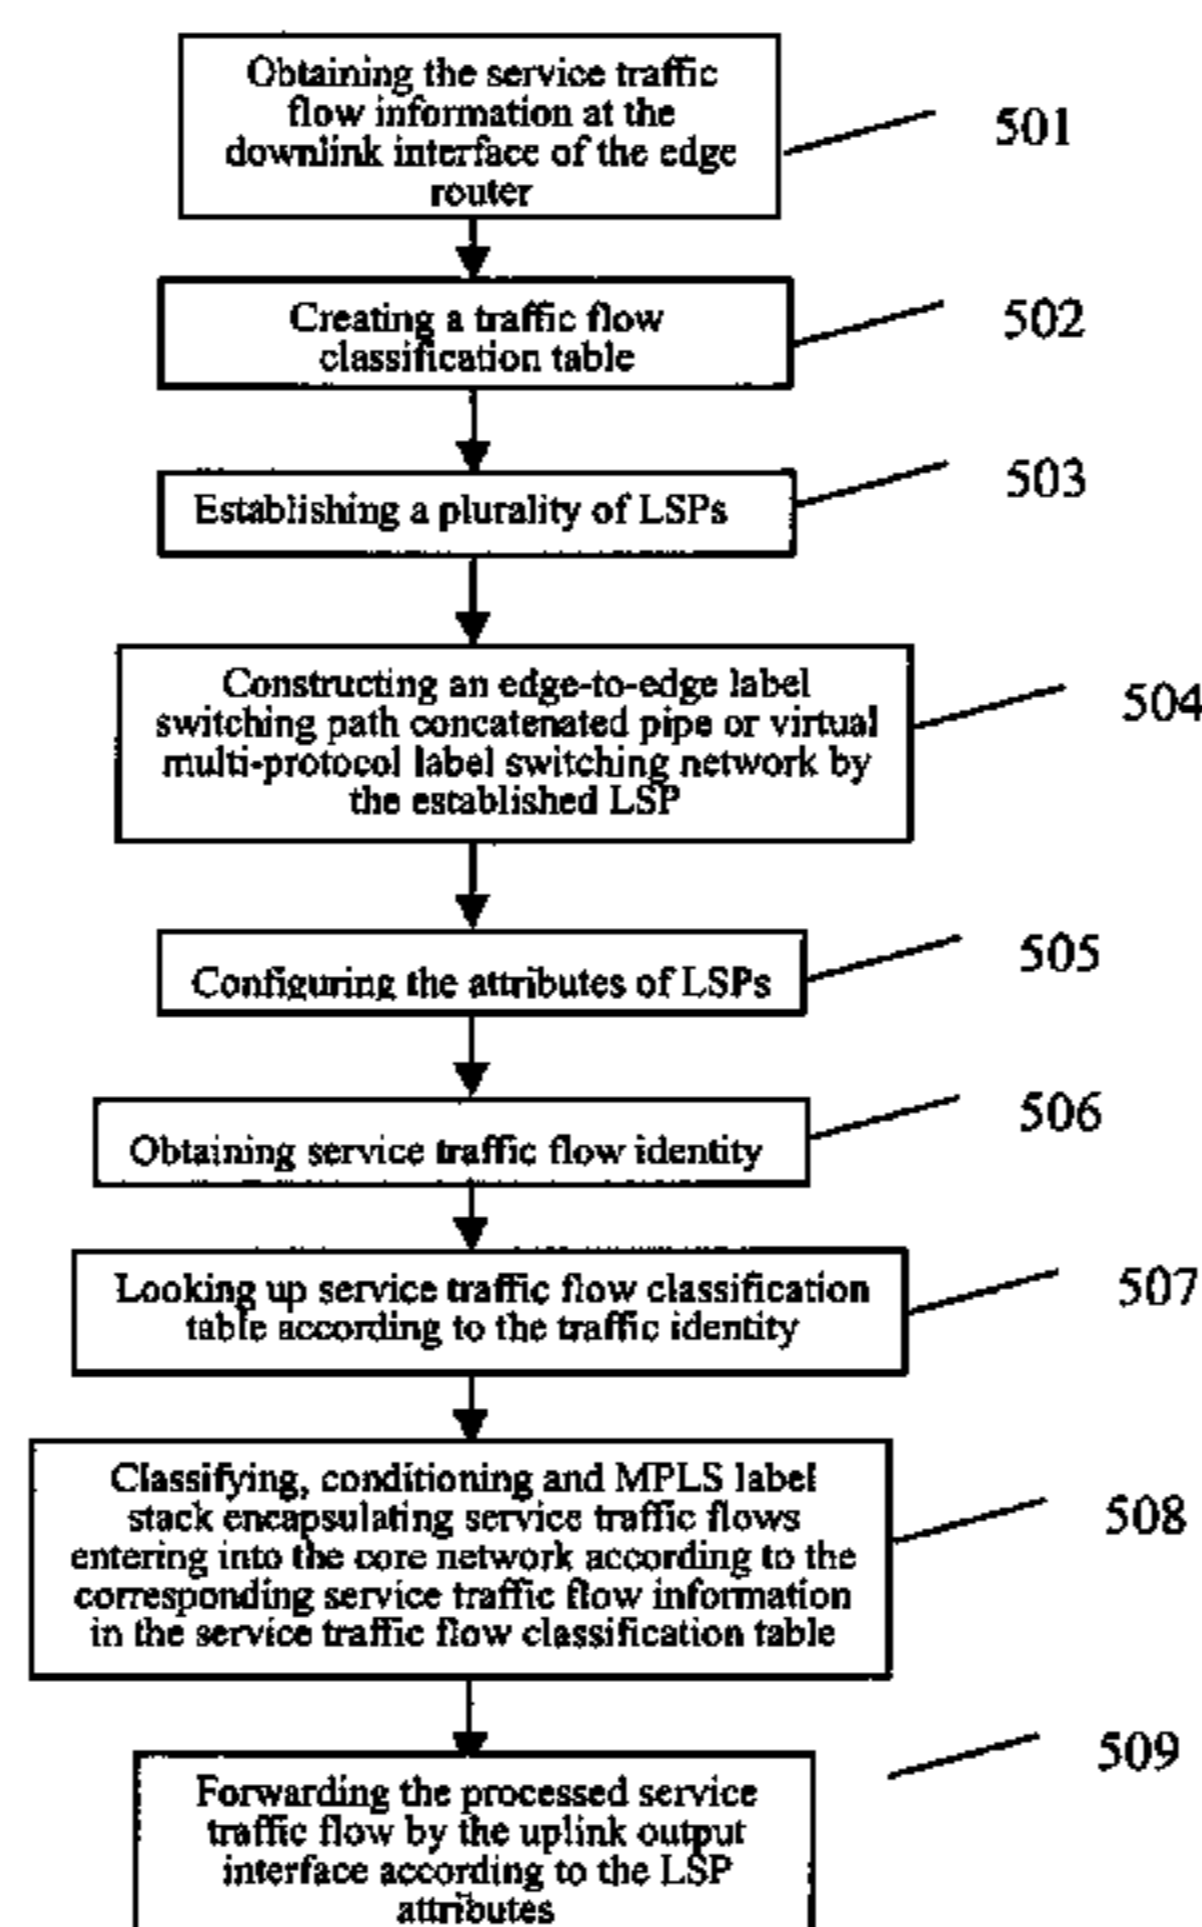 Obtaining the service traffic
flow information at the
downlink interface of the edge
router
501
Creating a traffic flow
classification table
502
Establishing a plurality of LSPs
503
Constructing an edge-to-edge label
switching path concatenated pipe or virtual
multi-protocol label switching network by
the established LSP
504
Configuring the attributes of LSPs
505
Obtaining service traffic flow identity
506
Looking up service traffic flow classification
table according to the traffic identity
507
Classifying, conditioning and MPLS label
stack encapsulating service traffic flows
entering into the core network according to the
corresponding service traffic flow information
in the service traffic flow classification table
508
Forwarding the processed service
traffic flow by the uplink output
interface according to the LSP
attributes
509